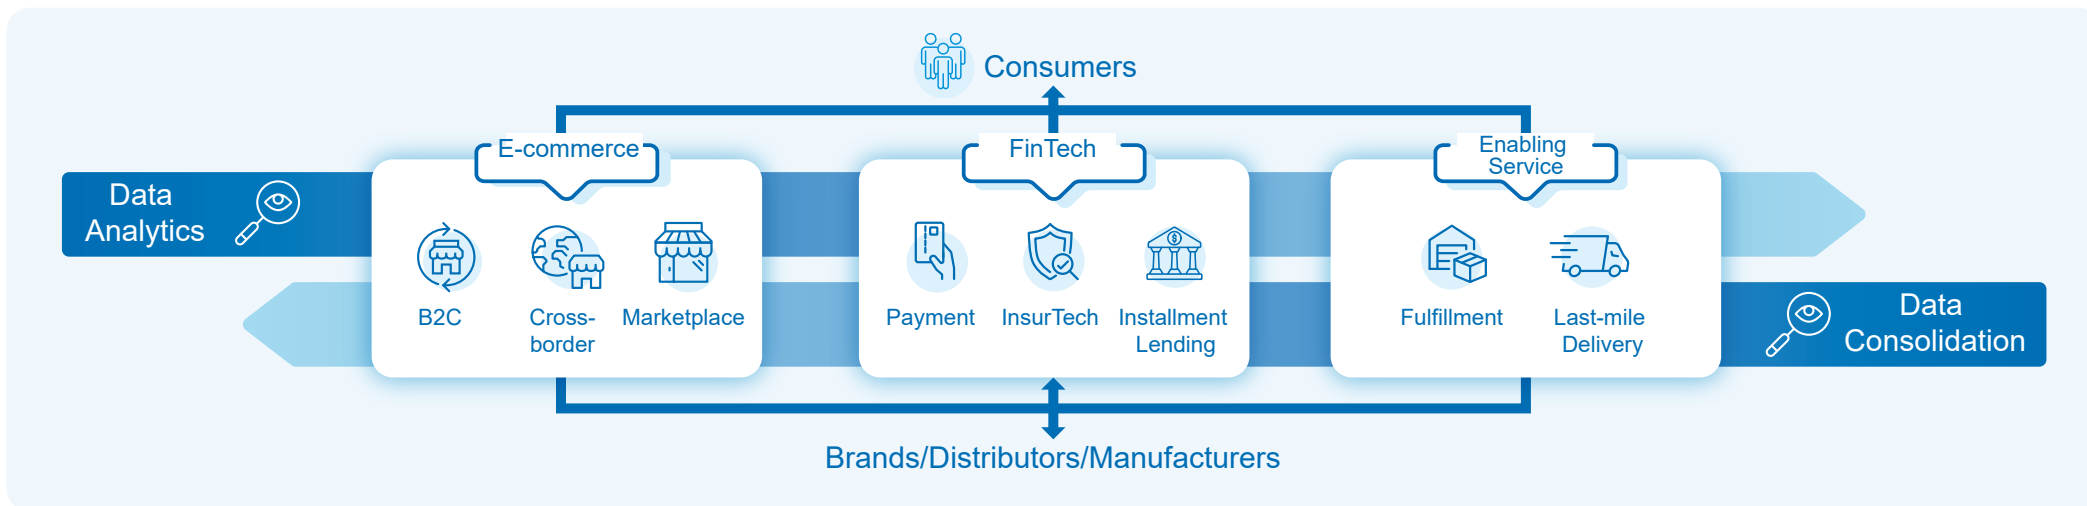 Consumers
E-commerce
FinTech
Enabling
Service
Data
Analytics
B2C
Cross-
border
Marketplace
Payment
InsurTech
Installment
Lending
Fulfillment
Last-mile
Delivery
Data
Consolidation
Brands/Distributors/Manufacturers